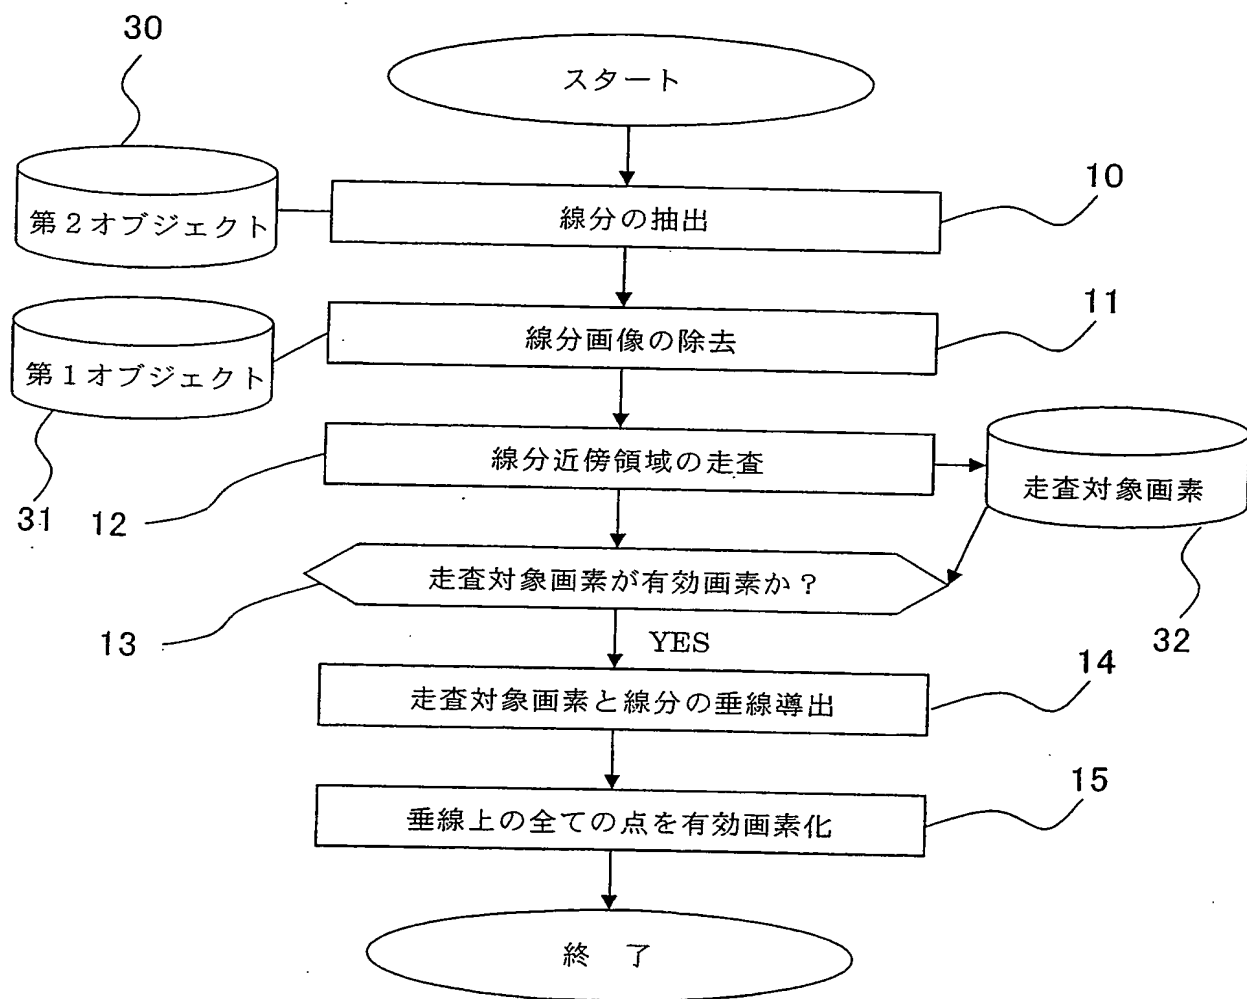 30
スタート
第2オブジェクト
線分の抽出
10
第1オブジェクト
線分画像の除去
11
31
12
線分近傍領域の走査
走査対象画素
13
走査対象画素が有効画素か?
32
YES
走査対象画素と線分の垂線導出
14
垂線上の全ての点を有効画素化
15
終 了